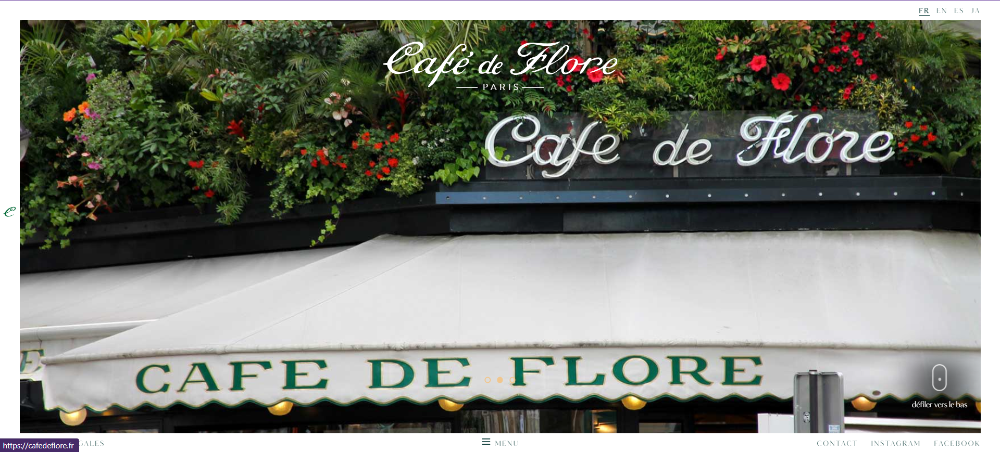 FR EN ES JA
Café de Flore
PARIS
Cafe de Flore
e
E
CAFE DE FLORE
défiler vers le bas
https://cafedeflore.fr
GALES
MENU
CONTACT INSTAGRAM FACEBOOK